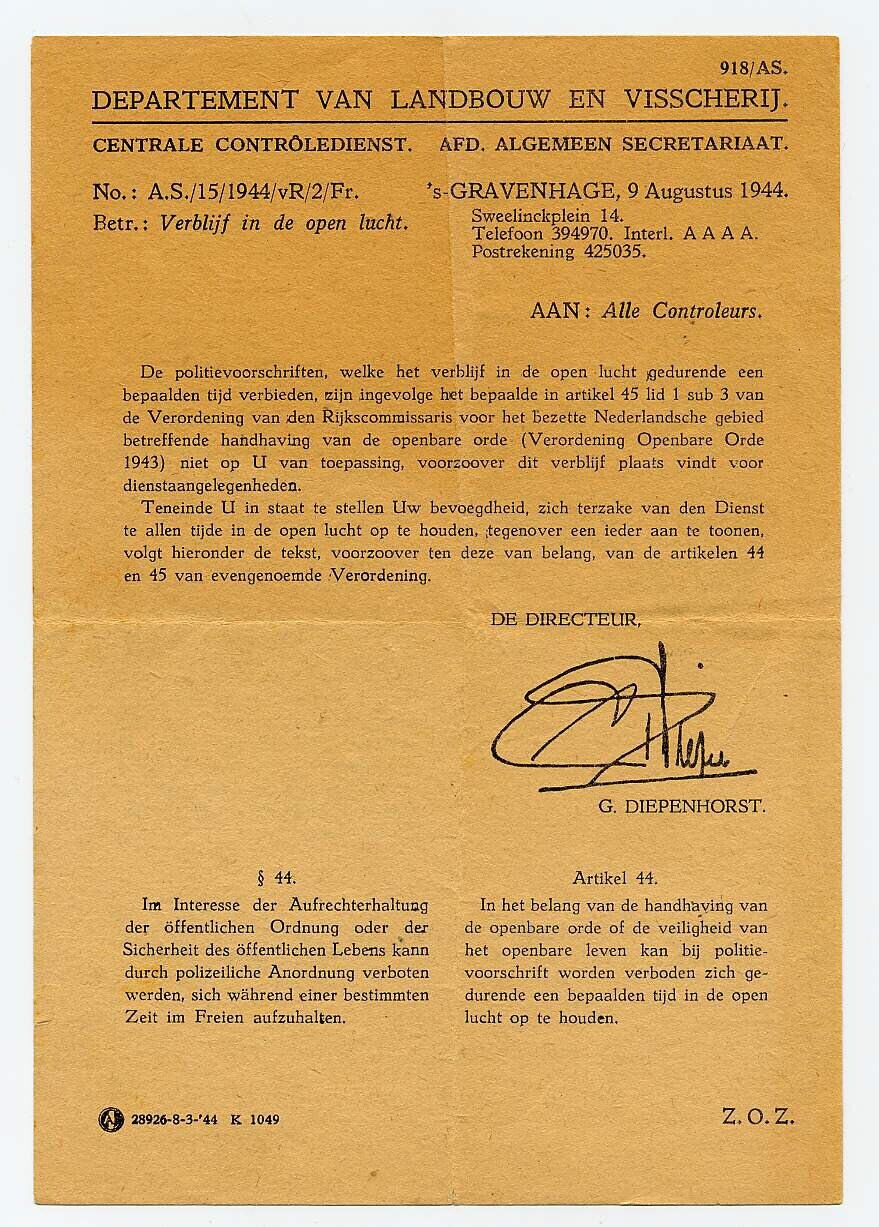 918/AS.
DEPARTEMENT VAN LANDBOUW EN VISSCHERIJ.
CENTRALE CONTRÔLEDIENST. AFD. ALGEMEEN SECRETARIAAT.
No.: A.S./15/1944/vR/2/Fr.
's-GRAVENHAGE, 9 Augustus 1944.
Betr.: Verblijf in de open lucht.
Sweelinckplein 14.
Telefoon 394970. Interl. A A A A.
Postrekening 425035.
AAN: Alle Controleurs.
De politievoorschriften, welke het verblijf in de open lucht gedurende een
bepaalden tijd verbieden, zijn ingevolge het bepaalde in artikel 45 lid 1 sub 3 van
de Verordening van den Rijkscommissaris voor het Bezette Nederlandsche gebied
betreffende handhaving van de openbare orde (Verordening Openbare Orde
1943) niet op U van toepassing, voorzoover dit verblijf plaats vindt voor
dienstaangelegenheden.
Teneinde U in staat te stellen Uw bevoegdheid, zich terzake van den Dienst
te allen tijde in de open lucht op te houden, tegenover een ieder aan te toonen,
volgt hieronder de tekst, voorzoover ten deze van belang, van de artikelen 44
en 45 van evengenoemde Verordening.
DE DIRECTEUR,
G. DIEPENHORST.
§ 44.
Im Interesse der Aufrechterhaltung
der öffentlichen Ordnung oder der
Sicherheit des öffentlichen Lebens kann
durch polizeiliche Anordnung verboten
werden, sich während einer bestimmten
Zeit im Freien aufzuhalten.
Artikel 44.
In het belang van de handhaving van
de openbare orde of de veiligheid van
het openbare leven kan bij politie-
voorschrift worden verboden zich ge-
durende een bepaalden tijd in de open
lucht op te houden.
28926-8-3-'44 K 1049
Z.O.Z.